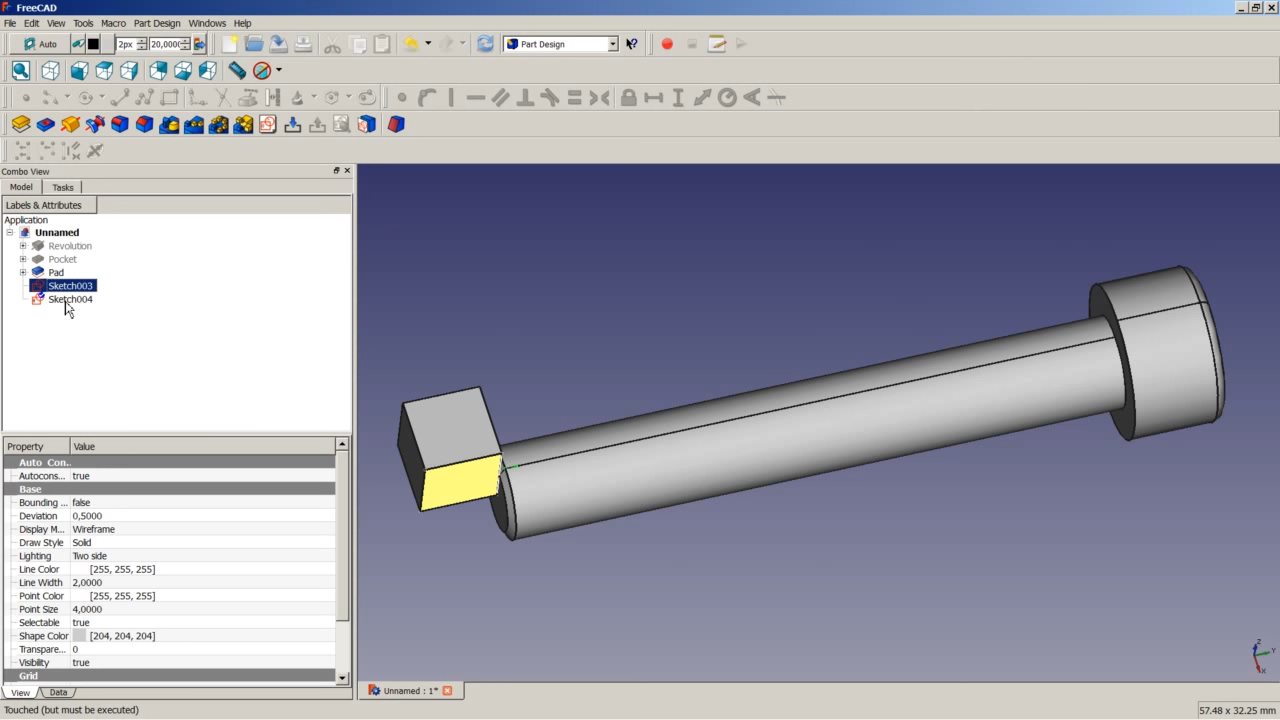 FreeCAD
File Edit View Tools Macro Part Design Windows Help
Auto 2px 20,0000 Part Design
Combo View
Model Tasks
Labels & Attributes
Application
Unnamed
Revolution
Pocket
Pad
Sketch003
Sketch004
Property Value
Auto Con..
Autocons... true
Base
Bounding ... false
Deviation 0,5000
Display M... Wireframe
Draw Style Solid
Lighting Two side
Line Color [255, 255, 255]
Line Width 2,0000
Point Color [255, 255, 255]
Point Size 4,0000
Selectable true
Shape Color [204, 204, 204]
Transpare... 0
Visibility true
Grid
View Data
Unnamed : 1*
Touched (but must be executed)
57.48 x 32.25 mm
Z
Y
X